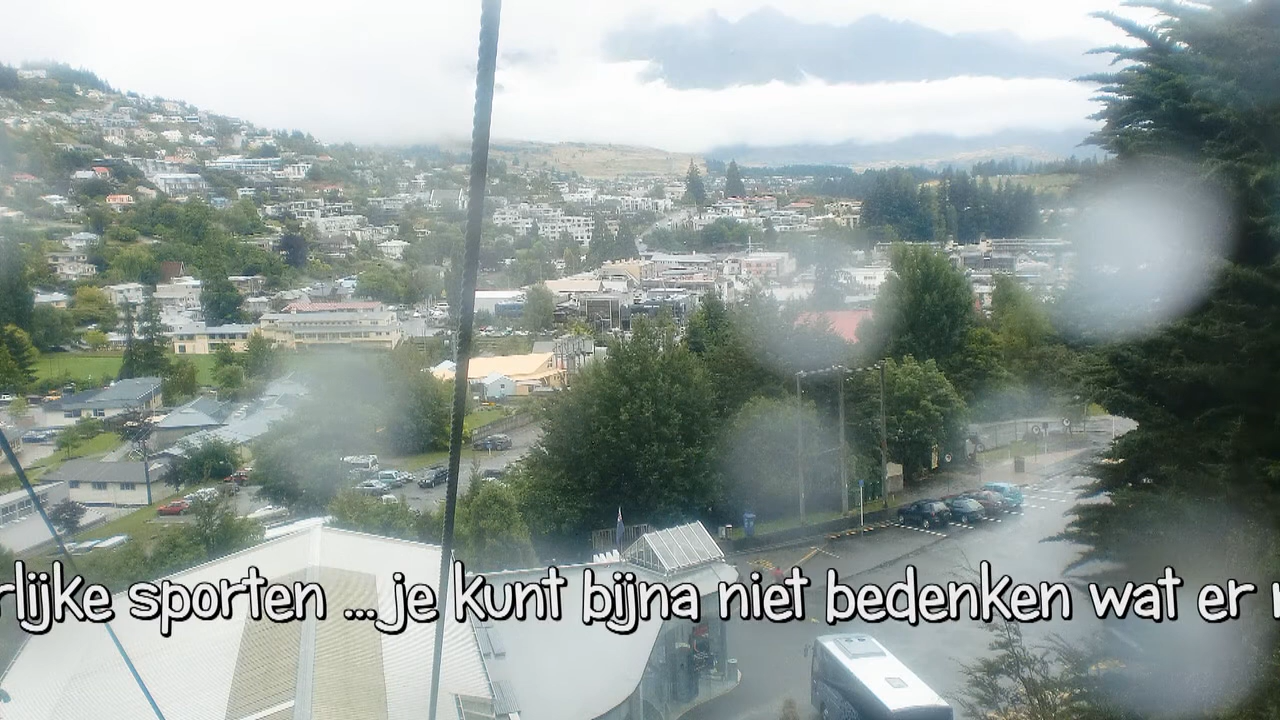 rlijke sporten ... je kunt bijna niet bedenken wat er